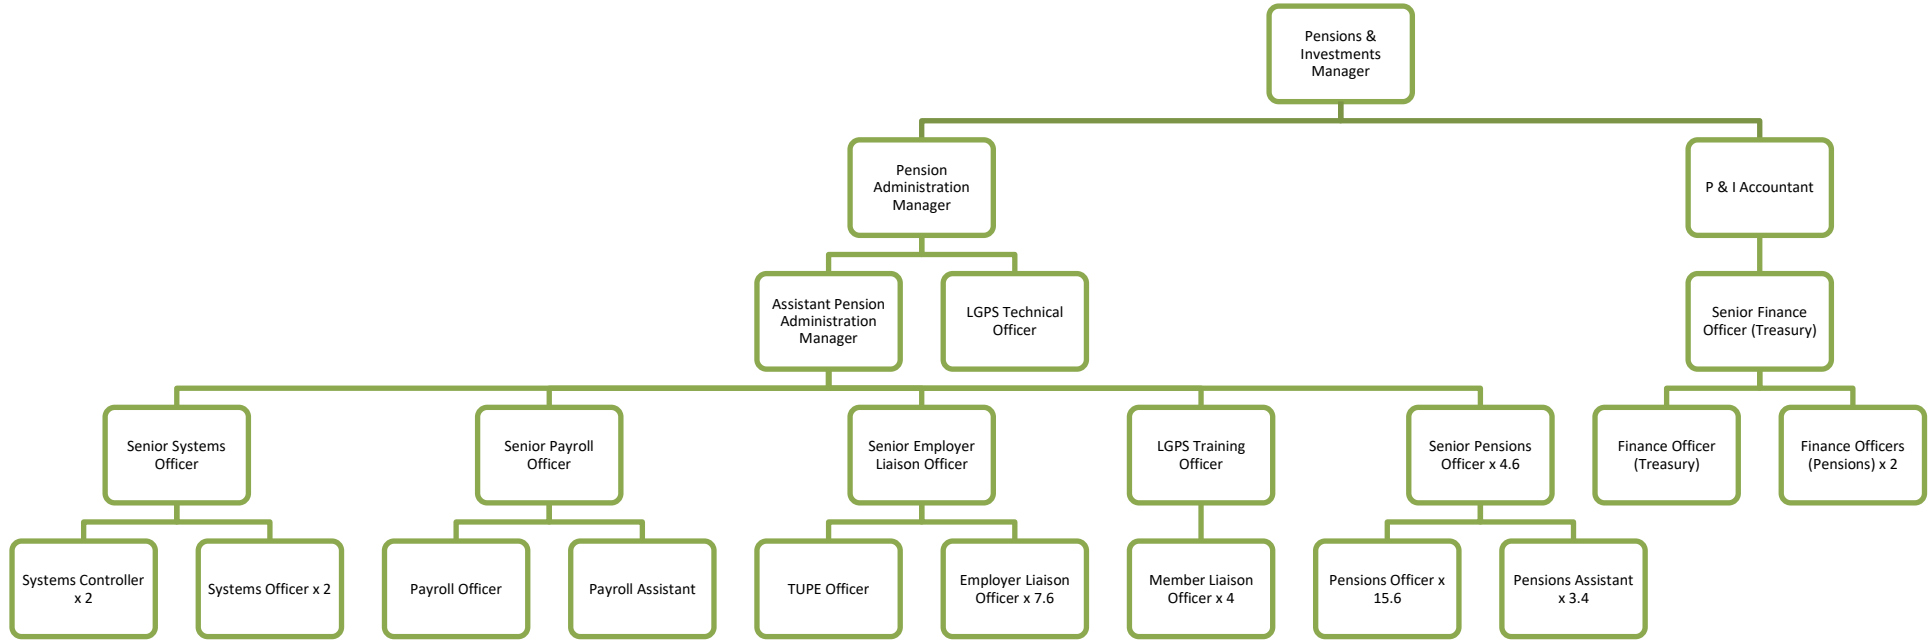 Pensions &
Investments
Manager
Pension
Administration
Manager
P & I Accountant
Assistant Pension
Administration
Manager
LGPS Technical
Officer
Senior Finance
Officer (Treasury)
Senior Systems
Officer
Senior Payroll
Officer
Senior Employer
Liaison Officer
LGPS Training
Officer
Senior Pensions
Officer x 4.6
Finance Officer
(Treasury)
Finance Officers
(Pensions) x 2
Systems Controller
x 2
Systems Officer x 2
Payroll Officer
Payroll Assistant
TUPE Officer
Employer Liaison
Officer x 7.6
Member Liaison
Officer x 4
Pensions Officer x
15.6
Pensions Assistant
x 3.4